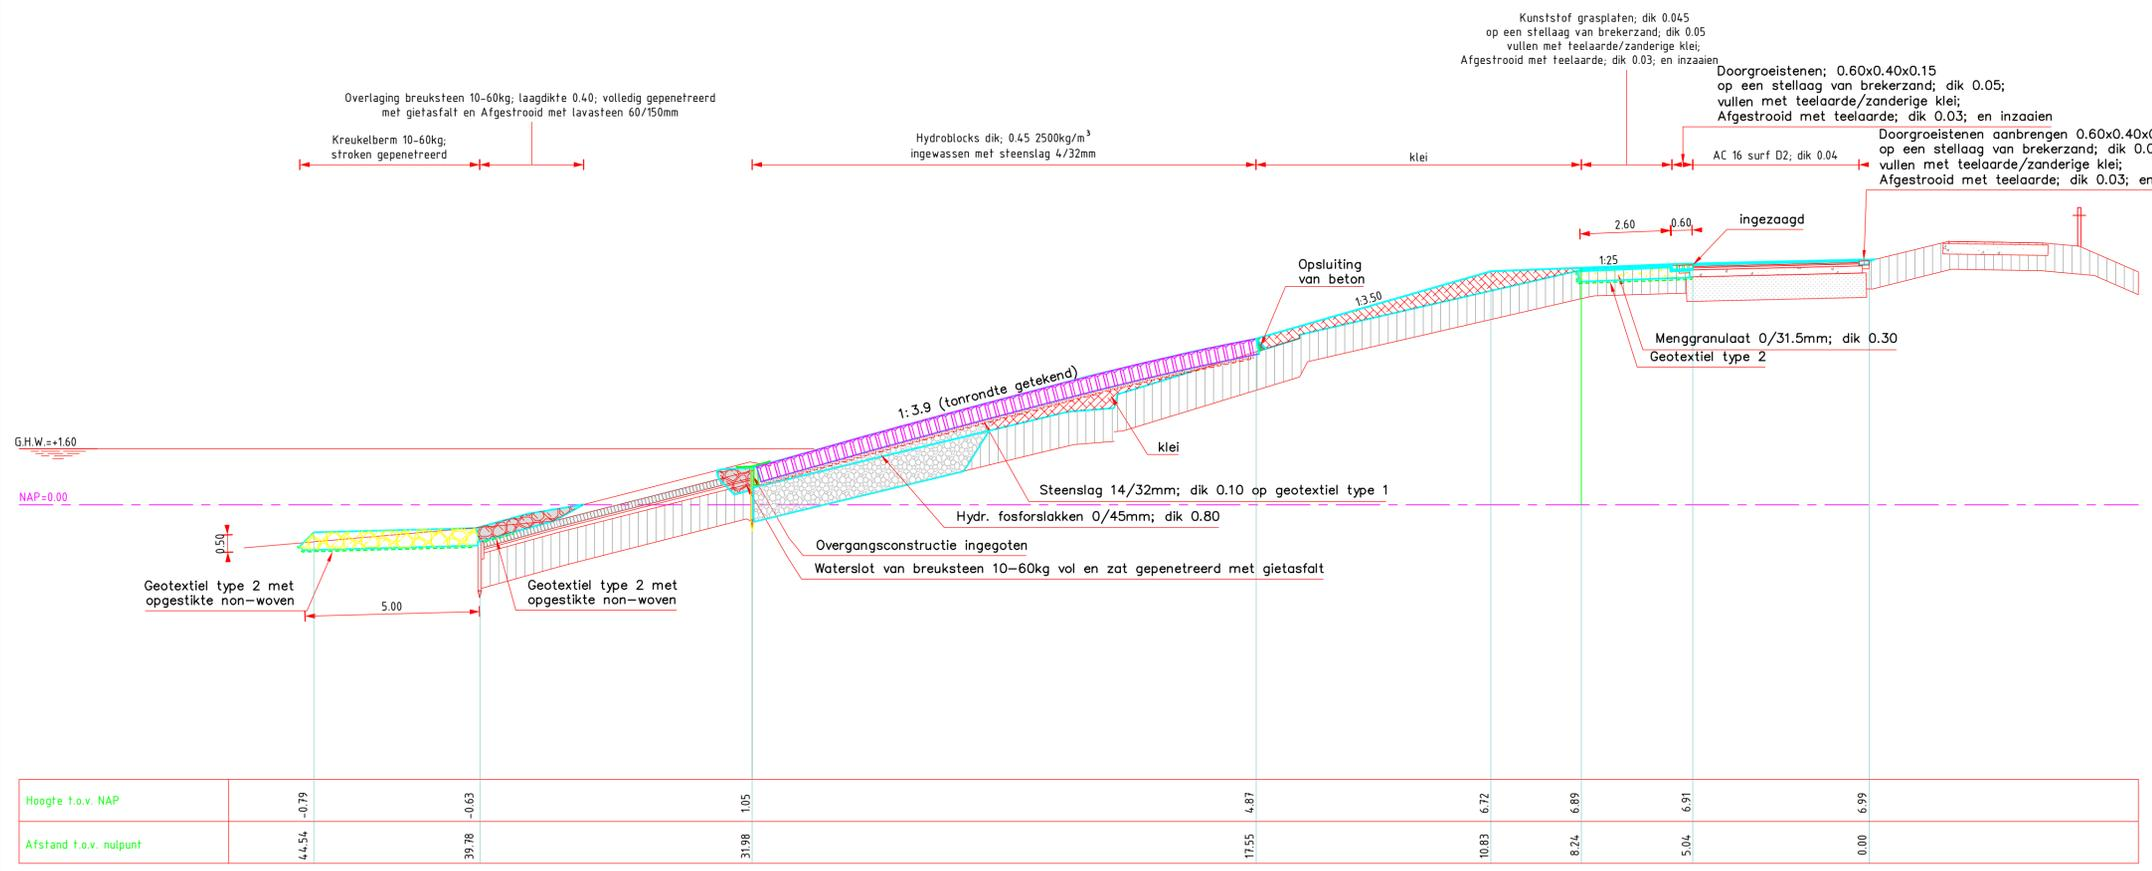 Kunststof grasplaten; dik 0.045
op een stellaag van brekerzand; dik 0.05
vullen met teelaarde/zanderige klei;
Afgestrooid met teelaarde; dik 0.03; en inzaaien
Doorgroeistenen; 0.60x0.40x0.15
op een stellaag van brekerzand; dik 0.05;
vullen met teelaarde/zanderige klei;
Afgestrooid met teelaarde; dik 0.03; en inzaaien
Overlaging breuksteen 10-60kg; laagdikte 0.40; volledig gepenetreerd
met gietasfalt en Afgestrooid met lavasteen 60/150mm
Kreukelberm 10-60kg;
stroken gepenetreerd
Hydroblocks dik; 0.45 2500kg/m³
ingewassen met steenslag 4/32mm
klei
AC 16 surf D2; dik 0.04
Doorgroeistenen aanbrengen 0.60x0.40x
op een stellaag van brekerzand; dik
vullen met teelaarde/zanderige klei;
Afgestrooid met teelaarde; dik 0.03;
2.60
0.60
ingezaagd
1:25
Opsluiting
van beton
1:3.50
Menggranulaat 0/31.5mm; dik 0.30
Geotextiel type 2
1: 3.9 (tonrondte getekend)
G.H.W.=+1.60
klei
NAP=0.00
Steenslag 14/32mm; dik 0.10 op geotextiel type 1
Hydr. fosforslakken 0/45mm; dik 0.80
0.50
Overgangsconstructie ingegoten
Waterslot van breuksteen 10-60kg vol en zat gepenetreerd met gietasfalt
Geotextiel type 2 met
opgestikte non-woven
Geotextiel type 2 met
opgestikte non-woven
5.00
Hoogte t.o.v. NAP -0.79 -0.63 1.05 4.87 6.72 6.89 6.91 6.99
Afstand t.o.v. nulpunt 44.54 39.78 31.98 17.55 10.83 8.24 5.04 0.00